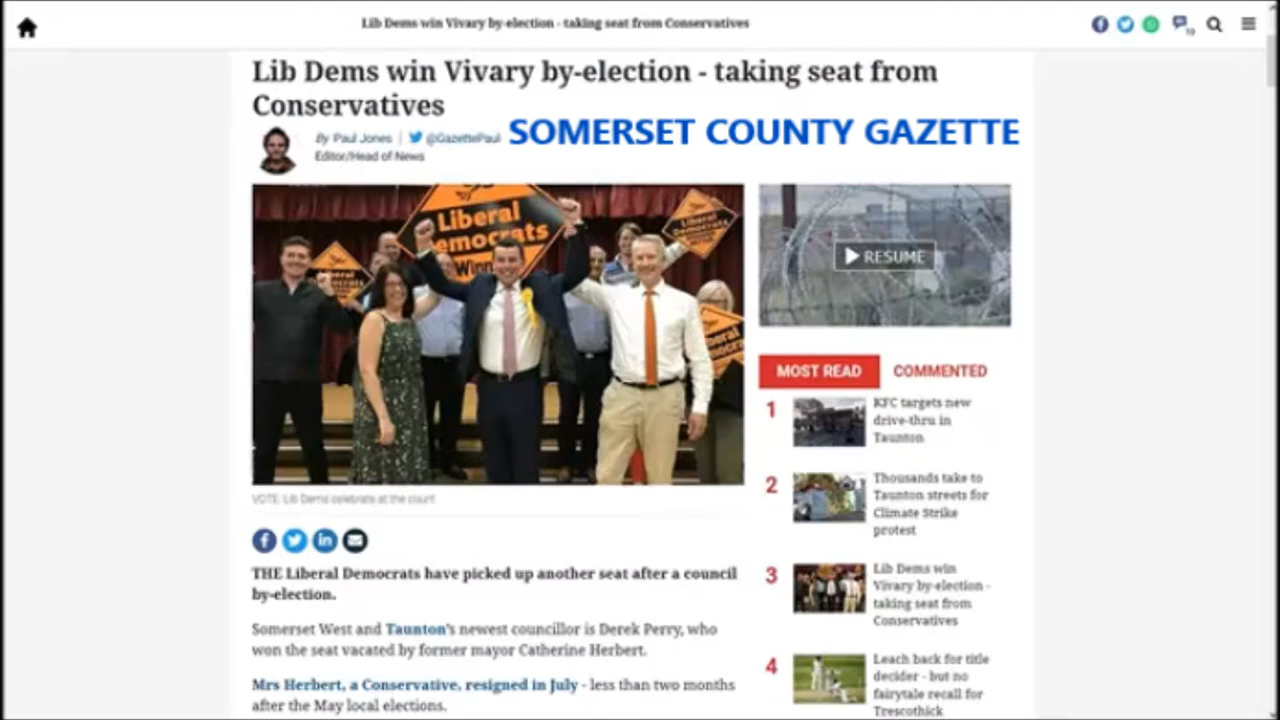 Lib Dems win Vivary by-election - taking seat from Conservatives
Lib Dems win Vivary by-election - taking seat from
Conservatives
By Paul Jones | @GazettePaul
Editor/Head of News
SOMERSET COUNTY GAZETTE
Liberal
emocrats
Winn
Liberal
RESUME
VOTE: Lib Dems celebrate at the count
THE Liberal Democrats have picked up another seat after a council
by-election.
Somerset West and Taunton's newest councillor is Derek Perry, who
won the seat vacated by former mayor Catherine Herbert.
Mrs Herbert, a Conservative, resigned in July - less than two months
after the May local elections.
MOST READ
COMMENTED
1
KFC targets new
drive-thru in
Taunton
2
Thousands take to
Taunton streets for
Climate Strike
protest
3
Lib Dems win
Vivary by-election -
taking seat from
Conservatives
4
Leach back for title
decider - but no
fairytale recall for
Trescothick